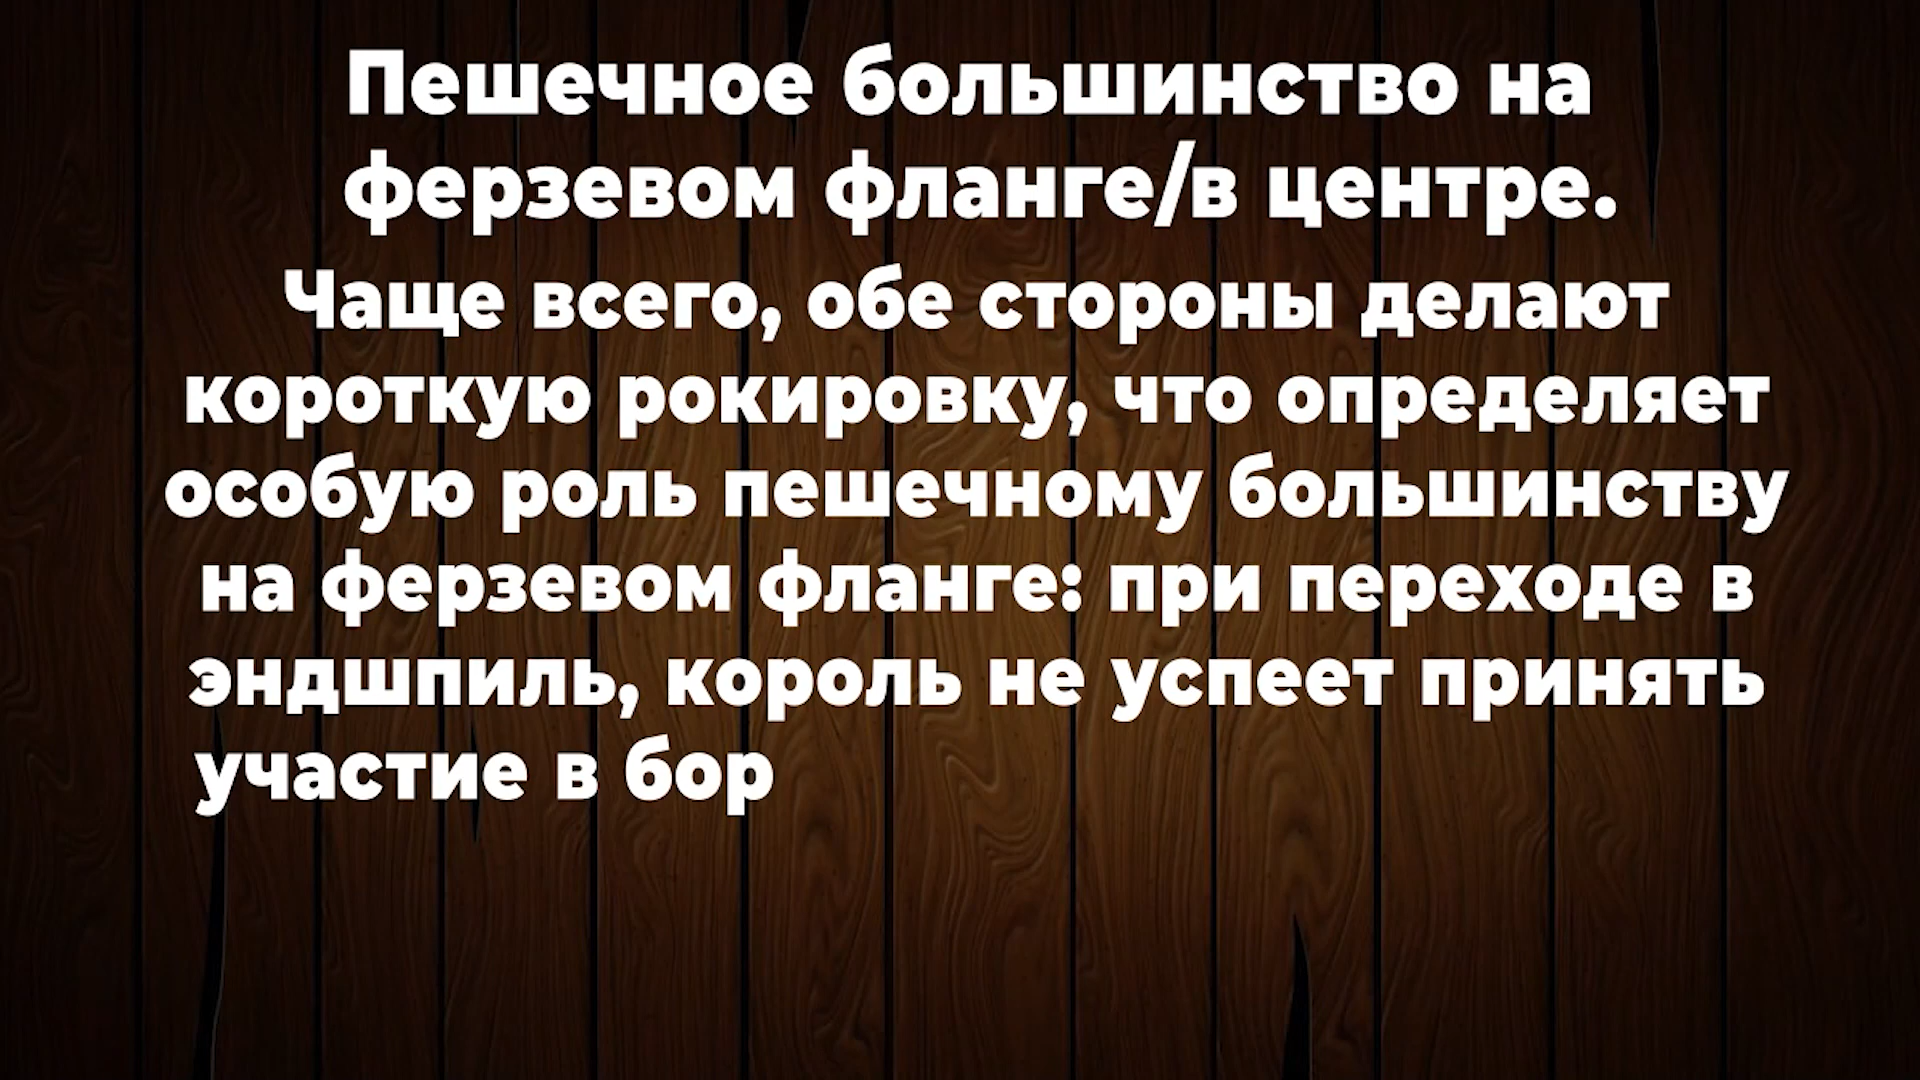 Пешечное большинство на
ферзевом фланге/в центре.
Чаще всего, обе стороны делают
короткую рокировку, что определяет
особую роль пешечному большинству
на ферзевом фланге: при переходе в
эндшпиль, король не успеет принять
участие в бор